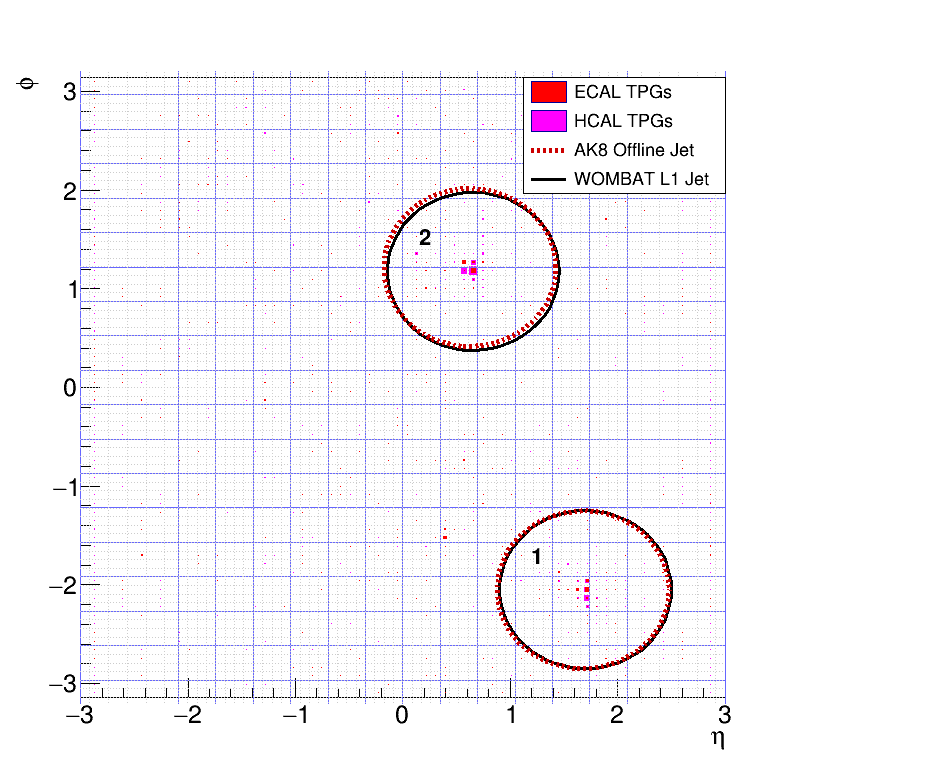 φ
3
2
1
0
−1
−2
−3
ECAL TPGs
HCAL TPGs
AK8 Offline Jet
WOMBAT L1 Jet
2
1
−3 −2 −1 0 1 2 3
η